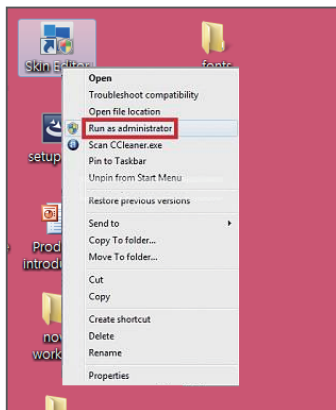 Skin Editor
fonts
Open
Troubleshoot compatibility
Open file location
Run as administrator
Scan CCleaner.exe
Pin to Taskbar
Unpin from Start Menu
Restore previous versions
Send to
Copy To folder...
Move To folder...
Cut
Copy
Create shortcut
Delete
Rename
Properties
setup
Prod
introdu
no
work